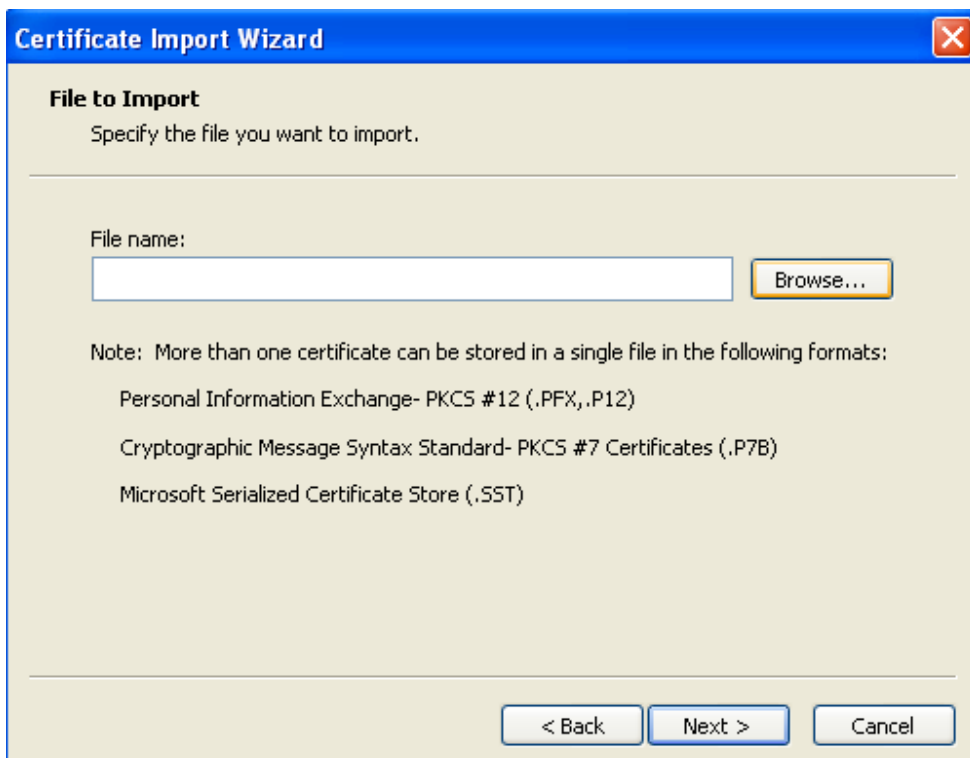 Certificate Import Wizard
File to Import
Specify the file you want to import.
File name:
Browse...
Note:  More than one certificate can be stored in a single file in the following formats:
Personal Information Exchange- PKCS #12 (.PFX,.P12)
Cryptographic Message Syntax Standard- PKCS #7 Certificates (.P7B)
Microsoft Serialized Certificate Store (.SST)
< Back Next > Cancel